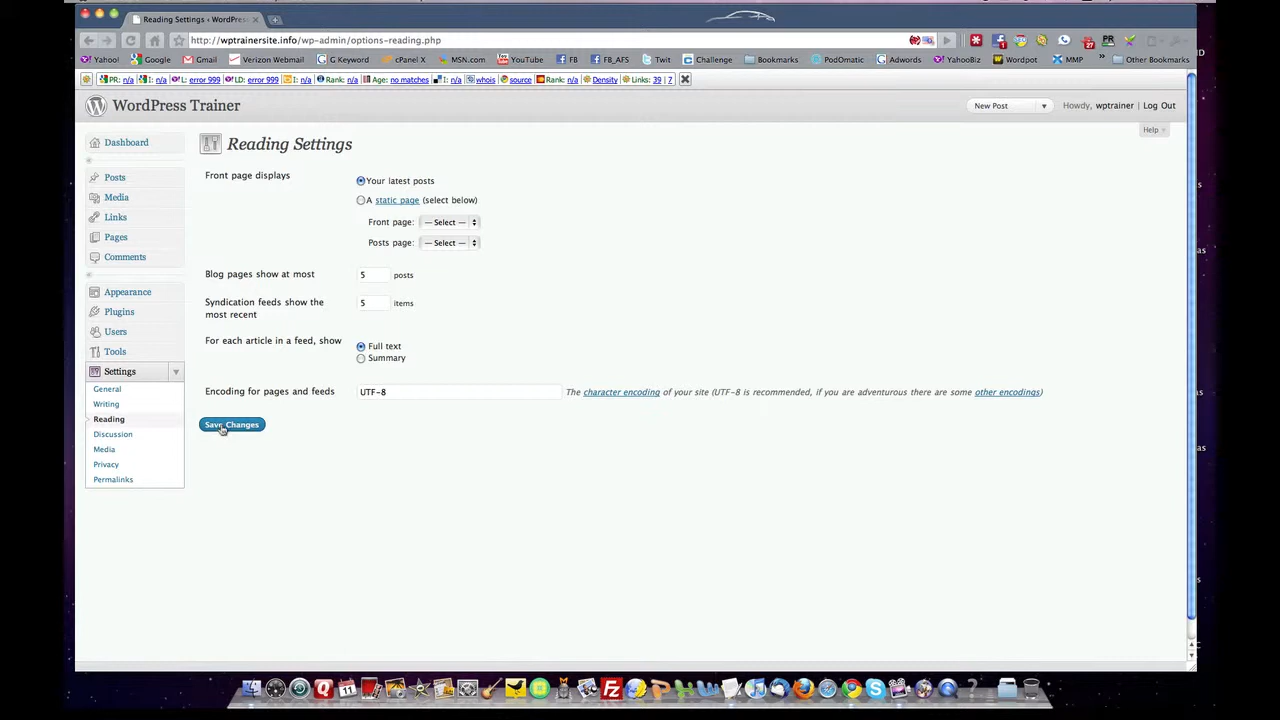 Reading Settings ‹ WordPress
http://wptrainersite.info/wp-admin/options-reading.php
Yahoo! Google Gmail Verizon Webmail G Keyword cPanel X MSN.com YouTube FB FB_AFS Twit Challenge Bookmarks PodOmatic Adwords YahooBiz Wordpot MMP » Other Bookmarks
PR: n/a I: n/a L: error 999 LD: error 999 I: n/a Rank: n/a Age: no matches I: n/a whois source Rank: n/a Density Links: 39 | 7
WordPress Trainer
New Post
Howdy, wptrainer | Log Out
Help
Dashboard
Posts
Media
Links
Pages
Comments
Appearance
Plugins
Users
Tools
Settings
General
Writing
Reading
Discussion
Media
Privacy
Permalinks
Reading Settings
Front page displays
Your latest posts
A static page (select below)
Front page: — Select —
Posts page: — Select —
Blog pages show at most 5 posts
Syndication feeds show the
most recent
5 items
For each article in a feed, show
Full text
Summary
Encoding for pages and feeds UTF-8 The character encoding of your site (UTF-8 is recommended, if you are adventurous there are some other encodings)
Save Changes